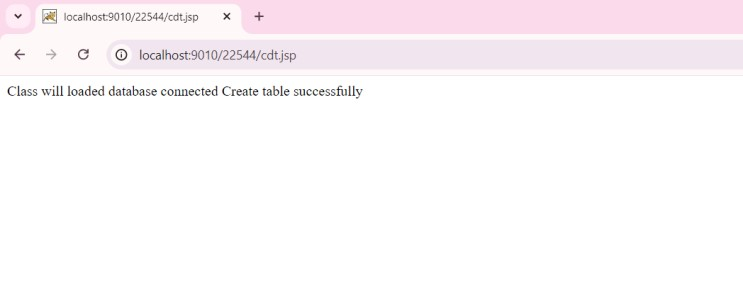 localhost:9010/22544/cdt.jsp
localhost:9010/22544/cdt.jsp
Class will loaded database connected Create table successfully